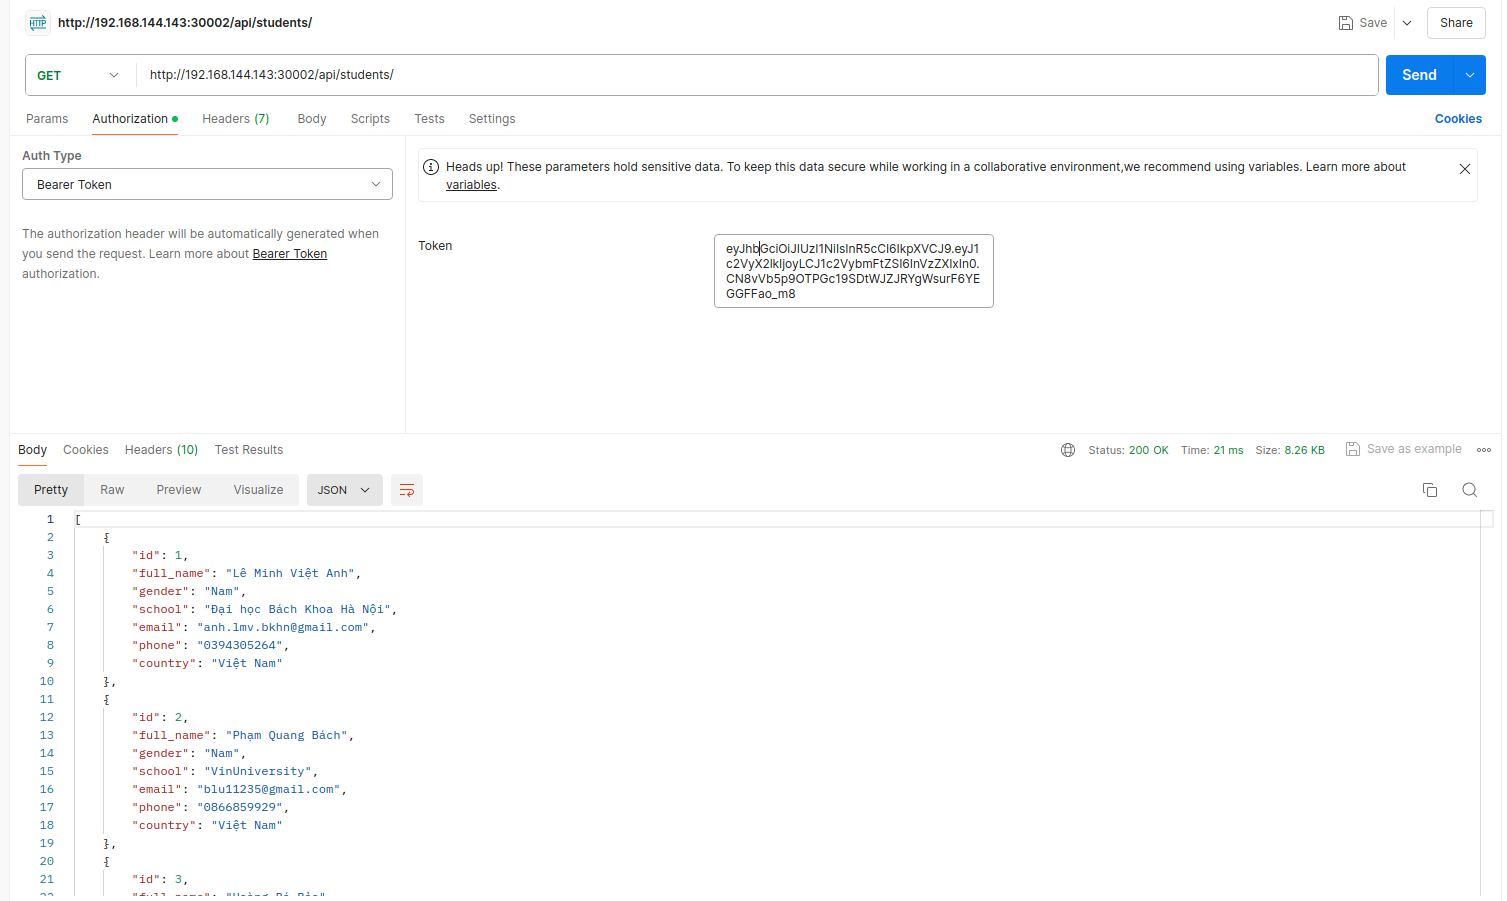 HTTP http://192.168.144.143:30002/api/students/ Save Share
GET http://192.168.144.143:30002/api/students/ Send
Params Authorization Headers (7) Body Scripts Tests Settings Cookies
Auth Type
Bearer Token
The authorization header will be automatically generated when
you send the request. Learn more about Bearer Token
authorization.
Heads up! These parameters hold sensitive data. To keep this data secure while working in a collaborative environment,we recommend using variables. Learn more about
variables.
Token
eyJhbGciOiJIUzI1NiIsInR5cCI6IkpXVCJ9.eyJ1
c2VyX2lkIjoyLCJ1c2VybmFtZSI6InVzZXIxIn0.
CN8vVb5p9OTPGc19SDtWJZJRYgWsurF6YE
GGFFao_m8
Body Cookies Headers (10) Test Results Status: 200 OK Time: 21 ms Size: 8.26 KB Save as example
Pretty Raw Preview Visualize JSON
1 [
2 {
3 "id": 1,
4 "full_name": "Lê Minh Việt Anh",
5 "gender": "Nam",
6 "school": "Đại học Bách Khoa Hà Nội",
7 "email": "anh.lmv.bkhn@gmail.com",
8 "phone": "0394305264",
9 "country": "Việt Nam"
10 },
11 {
12 "id": 2,
13 "full_name": "Phạm Quang Bách",
14 "gender": "Nam",
15 "school": "VinUniversity",
16 "email": "blu11235@gmail.com",
17 "phone": "0866859929",
18 "country": "Việt Nam"
19 },
20 {
21 "id": 3,